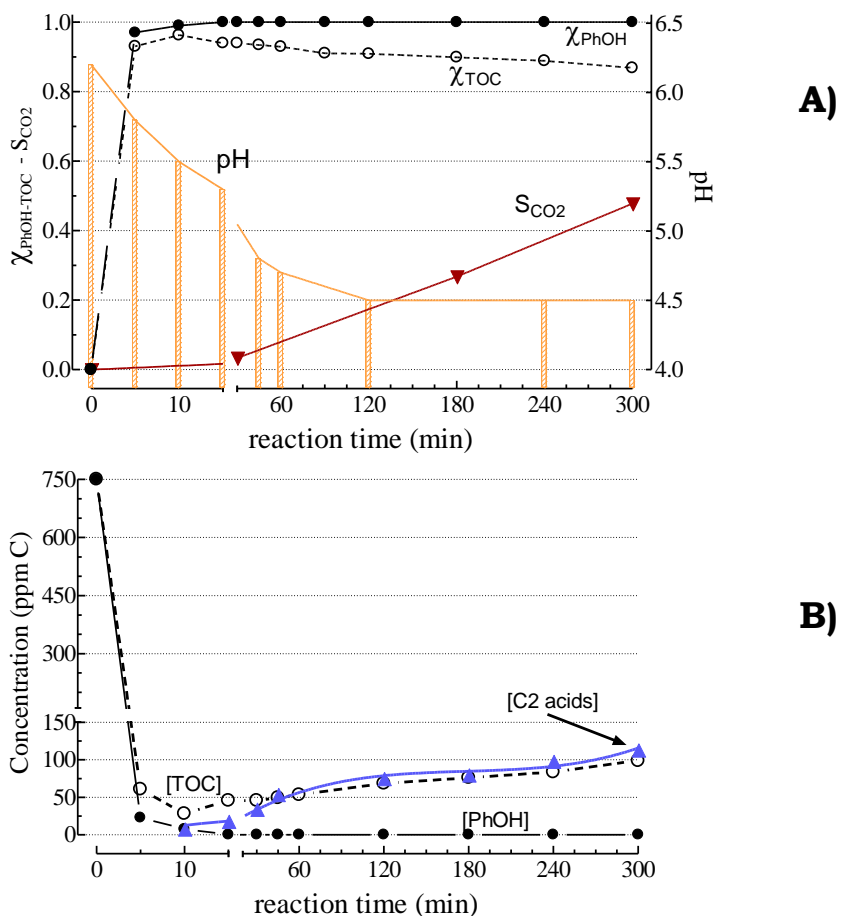 A)
χPhOH-TOC - SCO2
1.0
0.8
0.6
0.4
0.2
0.0
χPhOH
χTOC
pH
SCO2
6.5
6.0
5.5
5.0
4.5
4.0
pH
0 10 60 120 180 240 300
reaction time (min)
B)
Concentration (ppm C)
750
600
450
300
150
100
50
0
[C2 acids]
[TOC]
[PhOH]
0 10 60 120 180 240 300
reaction time (min)